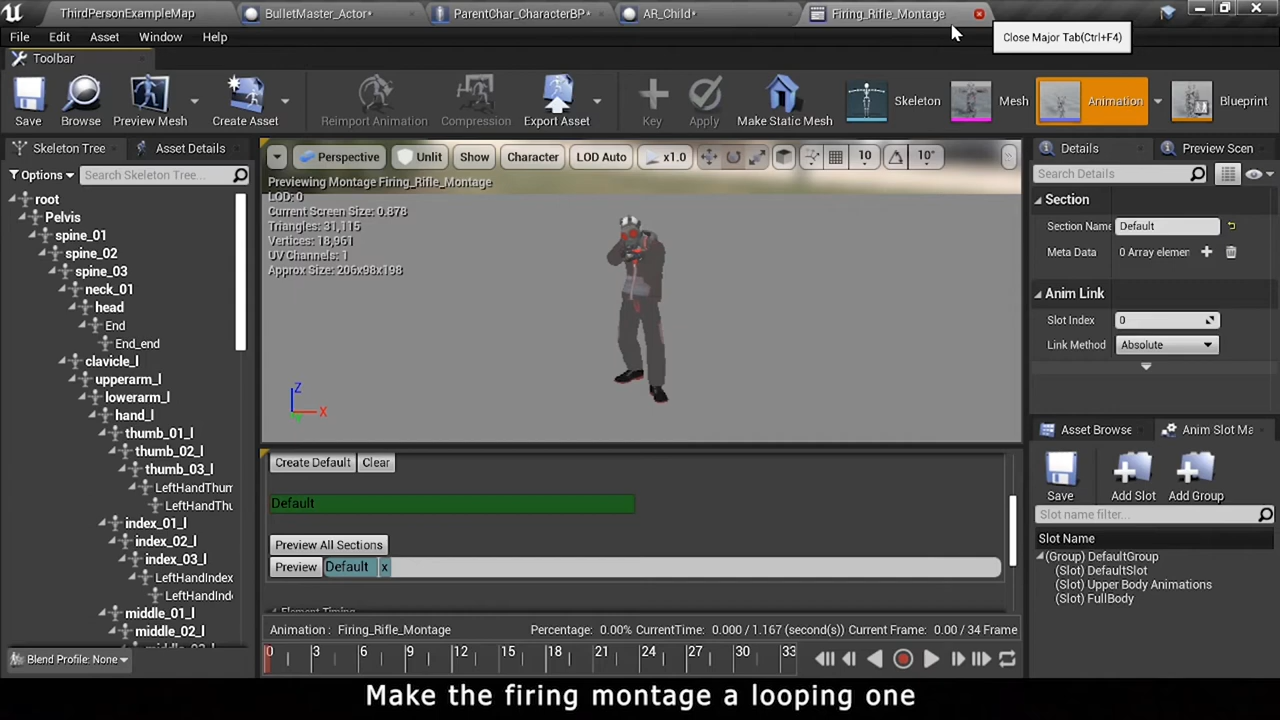 ThirdPersonExampleMap
BulletMaster_Actor*
ParentChar_CharacterBP*
AR_Child*
Firing_Rifle_Montage
File Edit Asset Window Help
Close Major Tab(Ctrl+F4)
Toolbar
Save Browse Preview Mesh Create Asset Reimport Animation Compression Export Asset Key Apply Make Static Mesh Skeleton Mesh Animation Blueprint
Skeleton Tree Asset Details
Options Search Skeleton Tree...
root
Pelvis
spine_01
spine_02
spine_03
neck_01
head
End
End_end
clavicle_l
upperarm_l
lowerarm_l
hand_l
thumb_01_l
thumb_02_l
thumb_03_l
LeftHandThum
LeftHandThu
index_01_l
index_02_l
index_03_l
LeftHandIndex
LeftHandInd
middle_01_l
middle_02_l
Blend Profile: None
Perspective Unlit Show Character LOD Auto x1.0 10 10°
Previewing Montage Firing_Rifle_Montage
LOD: 0
Current Screen Size: 0.878
Triangles: 31,115
Vertices: 18,961
UV Channels: 1
Approx Size: 206x98x198
Z
X
Create Default Clear
Default
Preview All Sections
Preview Default x
Element Timing
Animation : Firing_Rifle_Montage Percentage: 0.00% CurrentTime: 0.000 / 1.167 (second(s)) Current Frame: 0.00 / 34 Frame
0 3 6 9 12 15 18 21 24 27 30 33
Details Preview Scen
Search Details
Section
Section Name Default
Meta Data 0 Array elemen
Anim Link
Slot Index 0
Link Method Absolute
Asset Browse Anim Slot Ma
Save Add Slot Add Group
Slot name filter...
Slot Name
(Group) DefaultGroup
(Slot) DefaultSlot
(Slot) Upper Body Animations
(Slot) FullBody
Make the firing montage a looping one